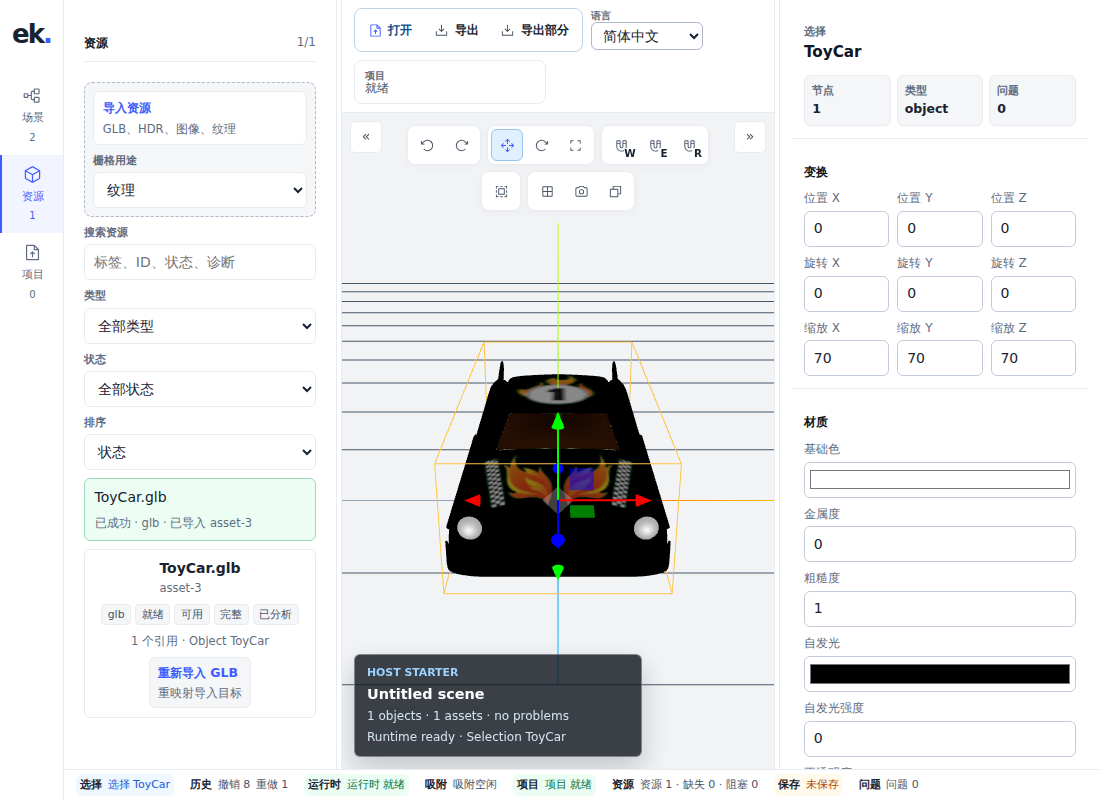 ek.
场景
2
资源
1
项目
0
资源
1/1
导入资源
GLB、HDR、图像、纹理
栅格用途
纹理
搜索资源
标签、ID、状态、诊断
类型
全部类型
状态
全部状态
排序
状态
ToyCar.glb
已成功 · glb · 已导入 asset-3
ToyCar.glb
asset-3
glb 就绪 可用 完整 已分析
1 个引用 · Object ToyCar
重新导入 GLB
重映射导入目标
打开 导出 导出部分
语言
简体中文
项目
就绪
«
»
W E R
1
HOST STARTER
Untitled scene
1 objects · 1 assets · no problems
Runtime ready · Selection ToyCar
选择
ToyCar
节点 类型 问题
1 object 0
变换
位置 X 位置 Y 位置 Z
0 0 0
旋转 X 旋转 Y 旋转 Z
0 0 0
缩放 X 缩放 Y 缩放 Z
70 70 70
材质
基础色
金属度
0
粗糙度
1
自发光
自发光强度
0
选择 选择 ToyCar 历史 撤销 8 重做 1 运行时 运行时 就绪 吸附 吸附空闲 项目 项目 就绪 资源 资源 1 · 缺失 0 · 阻塞 0 保存 未保存 问题 问题 0